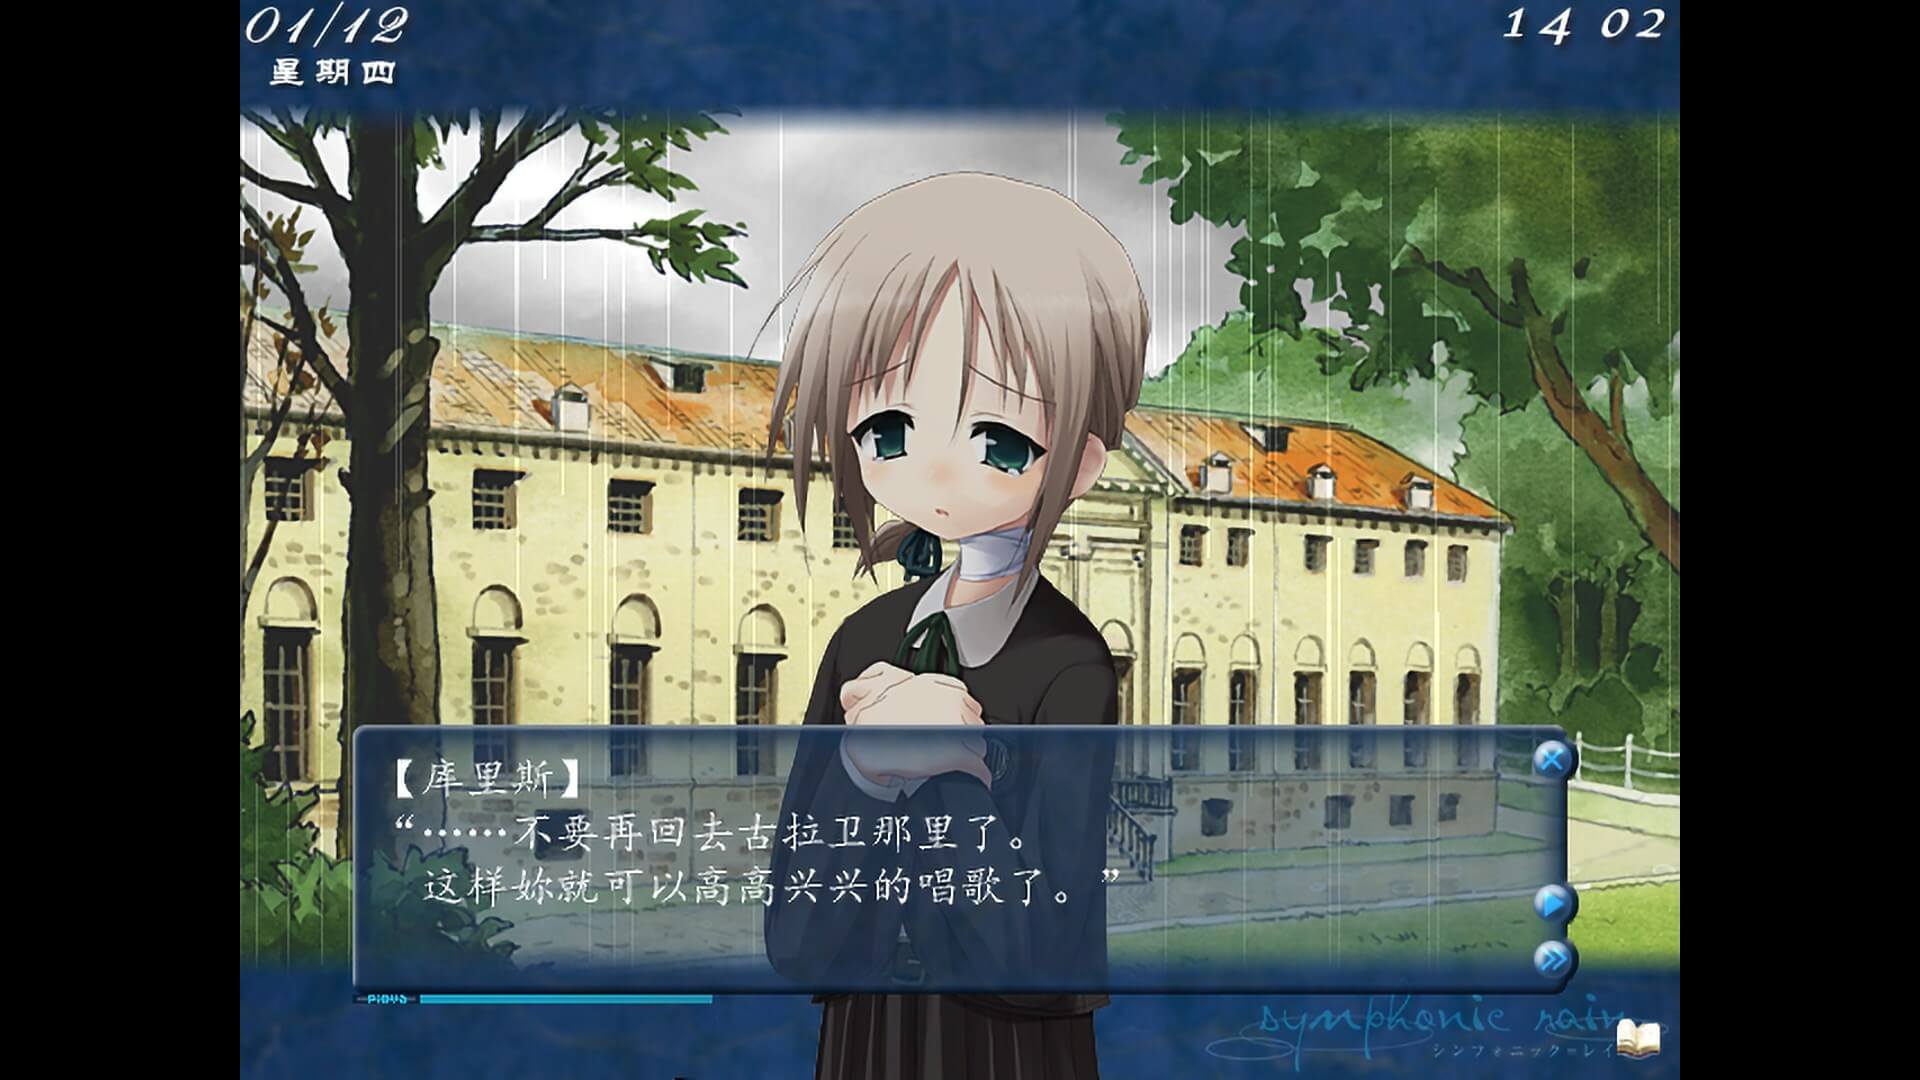 01/12
14 02
星期四
【库里斯】
“……不要再回去古拉卫那里了。
这样妳就可以高高兴兴的唱歌了。”
PIOVS
symphonic rain
シンフォニック=レイン